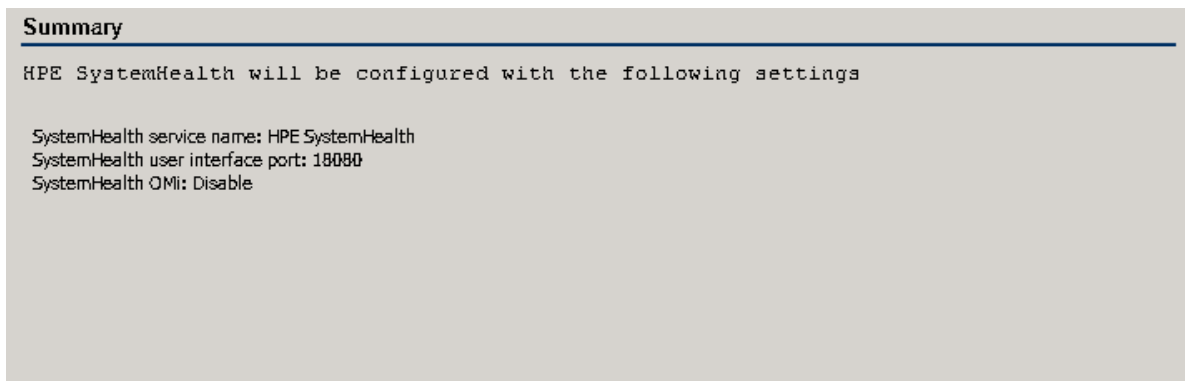 Summary
HPE SystemHealth will be configured with the following settings
SystemHealth service name: HPE SystemHealth
SystemHealth user interface port: 18080
SystemHealth OMi: Disable